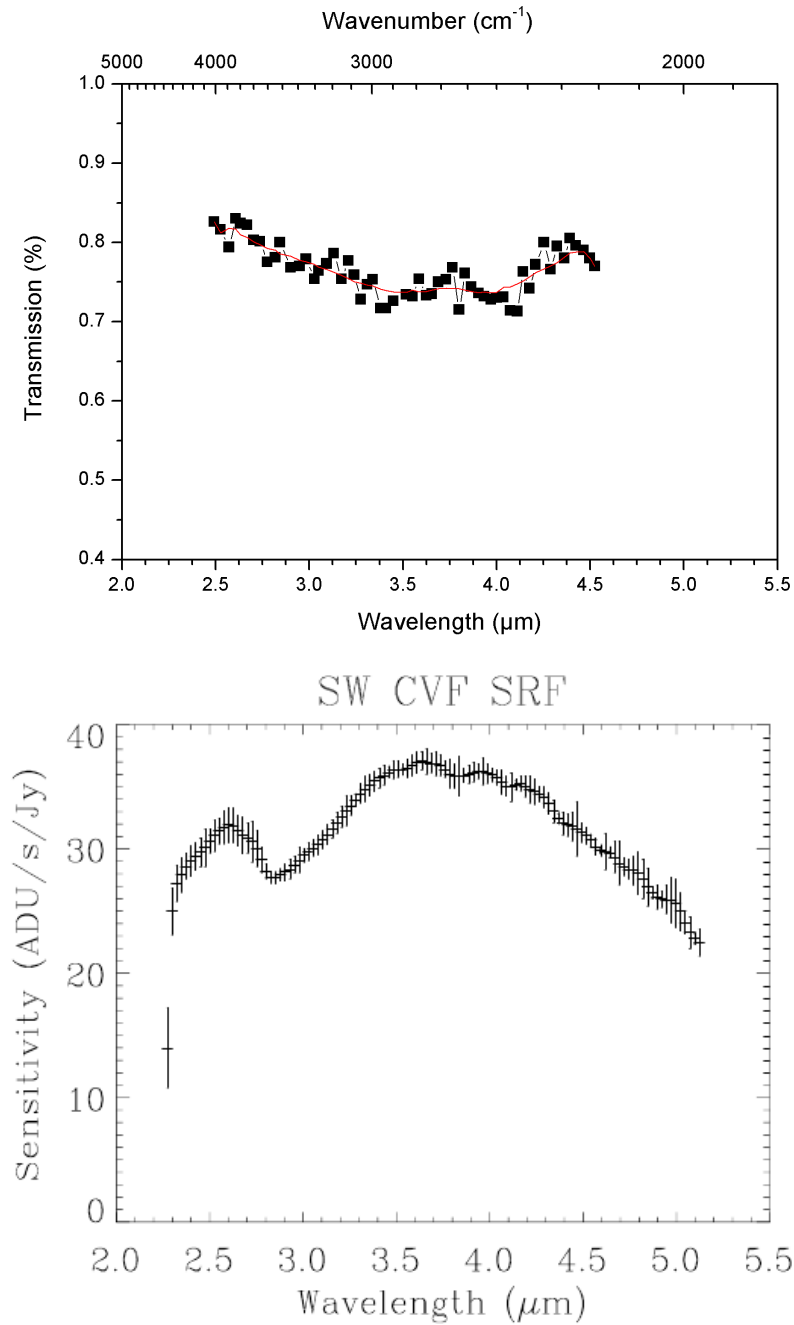 Wavenumber (cm-1)
5000 4000 3000 2000
1.0
0.9
0.8
0.7
0.6
0.5
0.4
Transmission (%)
2.0 2.5 3.0 3.5 4.0 4.5 5.0 5.5
Wavelength (µm)
SW CVF SRF
40
30
20
10
0
Sensitivity (ADU/s/Jy)
2.0 2.5 3.0 3.5 4.0 4.5 5.0 5.5
Wavelength (µm)